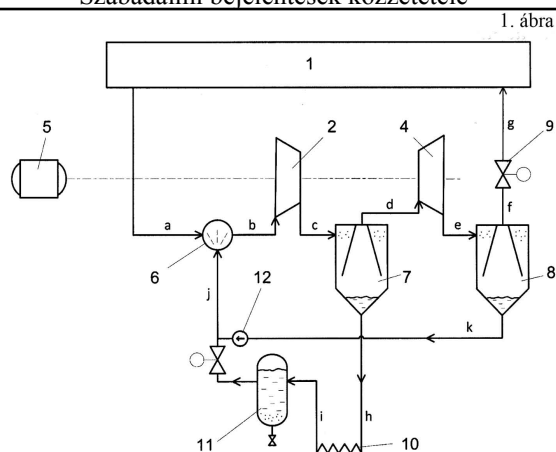 Szabadalmi bejelentések közzététele
1. ábra
1
5
2
4
9
g
d
f
a
b
c
e
6
7
8
j
12
k
11
i
h
10